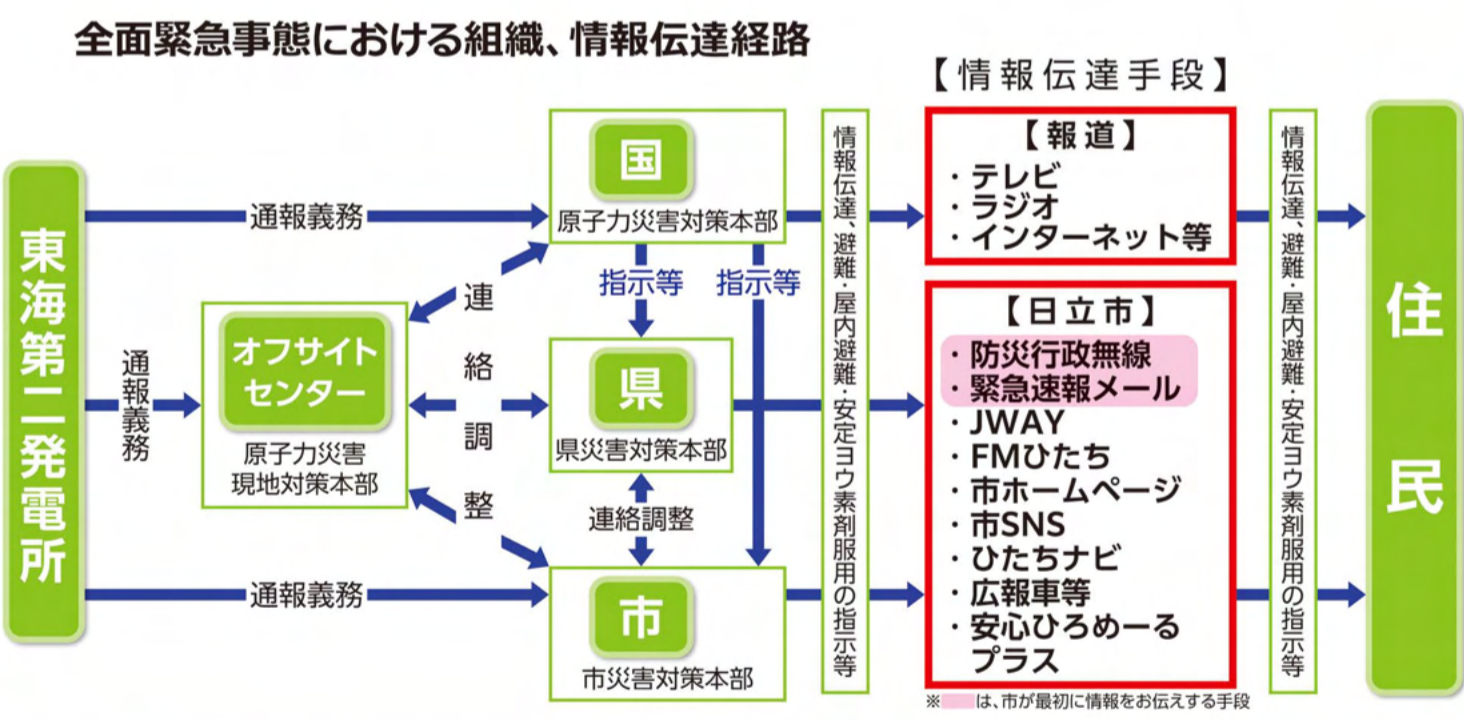 全面緊急事態における組織、情報伝達経路
【情報伝達手段】
東海第二発電所
通報義務
通報義務
通報義務
オフサイト
センター
原子力災害
現地対策本部
連絡調整
国
原子力災害対策本部
指示等
指示等
県
県災害対策本部
連絡調整
市
市災害対策本部
情報伝達、避難・屋内避難・安定ヨウ素剤服用の指示等
【報道】
・テレビ
・ラジオ
・インターネット等
【日立市】
・防災行政無線
・緊急速報メール
・JWAY
・FMひたち
・市ホームページ
・市SNS
・ひたちナビ
・広報車等
・安心ひろめーる
プラス
※は、市が最初に情報をお伝えする手段
情報伝達、避難・屋内避難・安定ヨウ素剤服用の指示等
住民